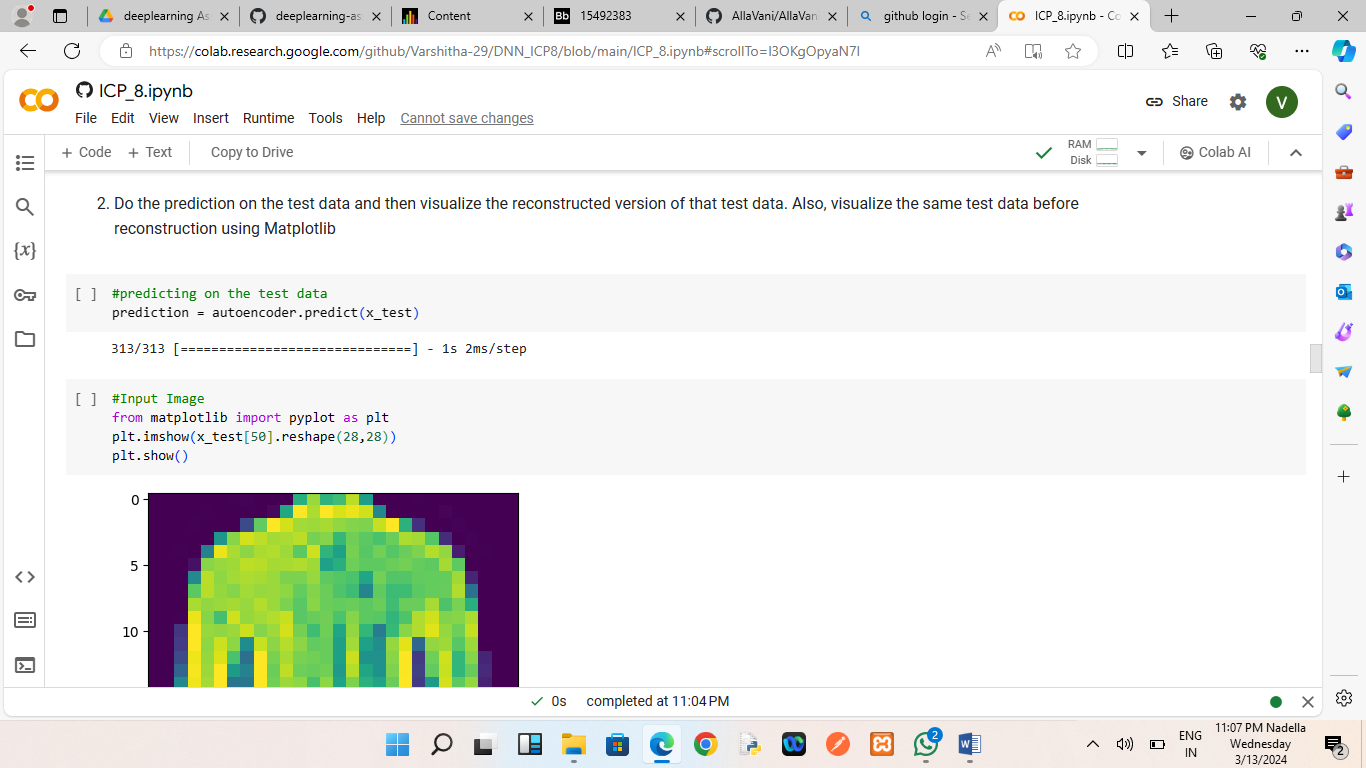 deeplearning As
deeplearning-as
Content
Bb 15492383
AllaVani/AllaVan
github login - Se
ICP_8.ipynb - Co
https://colab.research.google.com/github/Varshitha-29/DNN_ICP8/blob/main/ICP_8.ipynb#scrollTo=I3OKgOpyaN7I
ICP_8.ipynb
Share
V
File Edit View Insert Runtime Tools Help Cannot save changes
+ Code + Text Copy to Drive
RAM
Disk
Colab AI
2. Do the prediction on the test data and then visualize the reconstructed version of that test data. Also, visualize the same test data before
reconstruction using Matplotlib
{x}
[ ] #predicting on the test data
prediction = autoencoder.predict(x_test)
313/313 [==============================] - 1s 2ms/step
[ ] #Input Image
from matplotlib import pyplot as plt
plt.imshow(x_test[50].reshape(28,28))
plt.show()
0
5
10
0s completed at 11:04 PM
2
ENG
IN
11:07 PM Nadella
Wednesday
3/13/2024
2